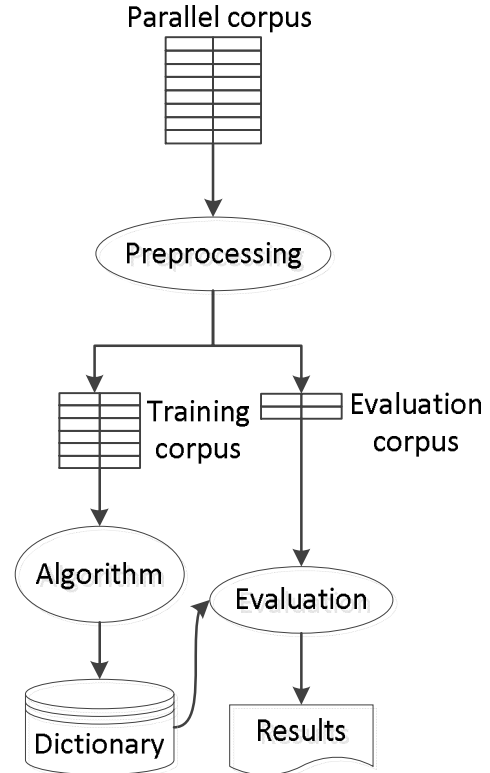 Parallel corpus
Preprocessing
Training
corpus
Evaluation
corpus
Algorithm
Evaluation
Dictionary
Results